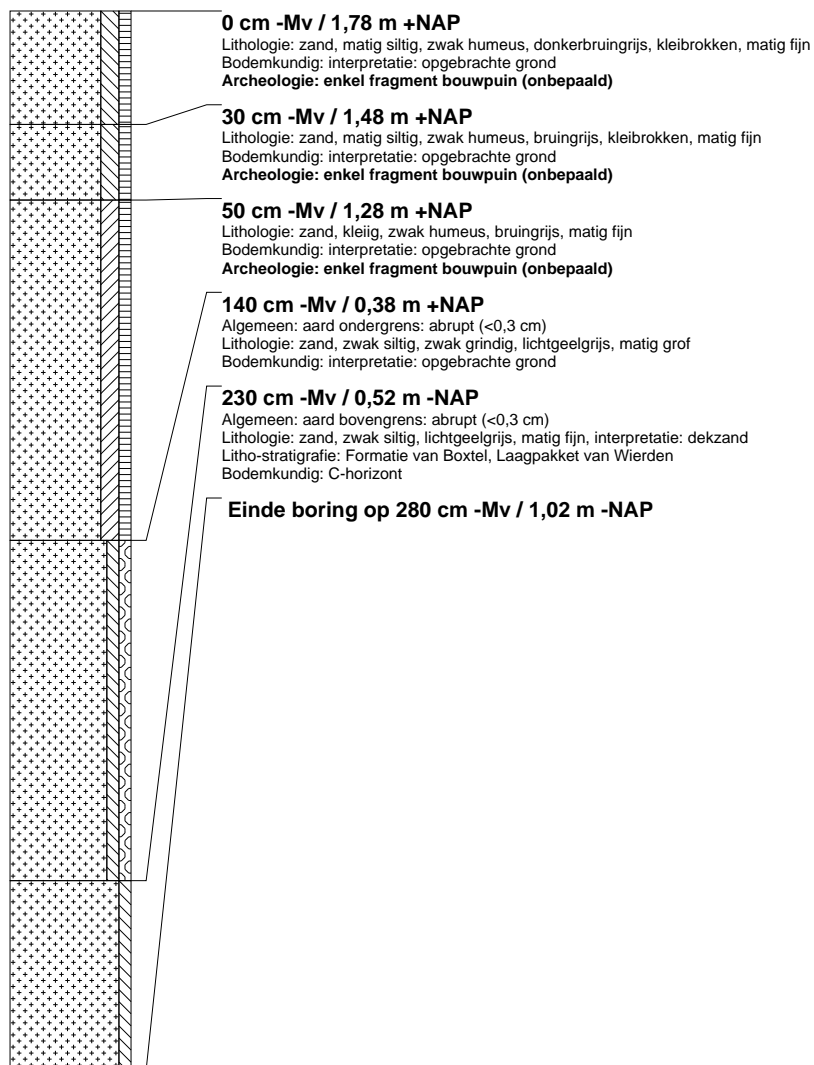 0 cm -Mv / 1,78 m +NAP
Lithologie: zand, matig siltig, zwak humeus, donkerbruingrijs, kleibrokken, matig fijn
Bodemkundig: interpretatie: opgebrachte grond
Archeologie: enkel fragment bouwpuin (onbepaald)
30 cm -Mv / 1,48 m +NAP
Lithologie: zand, matig siltig, zwak humeus, bruingrijs, kleibrokken, matig fijn
Bodemkundig: interpretatie: opgebrachte grond
Archeologie: enkel fragment bouwpuin (onbepaald)
50 cm -Mv / 1,28 m +NAP
Lithologie: zand, kleiig, zwak humeus, bruingrijs, matig fijn
Bodemkundig: interpretatie: opgebrachte grond
Archeologie: enkel fragment bouwpuin (onbepaald)
140 cm -Mv / 0,38 m +NAP
Algemeen: aard ondergrens: abrupt (<0,3 cm)
Lithologie: zand, zwak siltig, zwak grindig, lichtgeelgrijs, matig grof
Bodemkundig: interpretatie: opgebrachte grond
230 cm -Mv / 0,52 m -NAP
Algemeen: aard bovengrens: abrupt (<0,3 cm)
Lithologie: zand, zwak siltig, lichtgeelgrijs, matig fijn, interpretatie: dekzand
Litho-stratigrafie: Formatie van Boxtel, Laagpakket van Wierden
Bodemkundig: C-horizont
Einde boring op 280 cm -Mv / 1,02 m -NAP